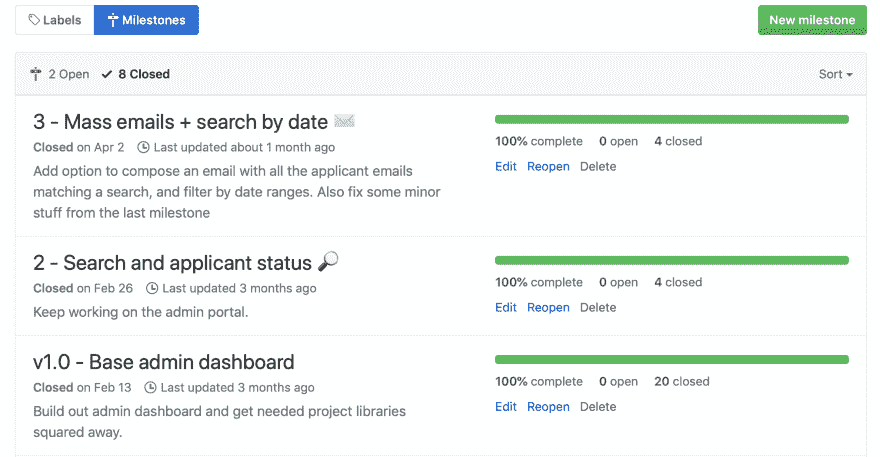 Labels Milestones New milestone
2 Open 8 Closed Sort
3 - Mass emails + search by date
Closed on Apr 2 Last updated about 1 month ago
Add option to compose an email with all the applicant emails
matching a search, and filter by date ranges. Also fix some minor
stuff from the last milestone
100% complete 0 open 4 closed
Edit Reopen Delete
2 - Search and applicant status
Closed on Feb 26 Last updated 3 months ago
Keep working on the admin portal.
100% complete 0 open 4 closed
Edit Reopen Delete
v1.0 - Base admin dashboard
Closed on Feb 13 Last updated 3 months ago
Build out admin dashboard and get needed project libraries
squared away.
100% complete 0 open 20 closed
Edit Reopen Delete